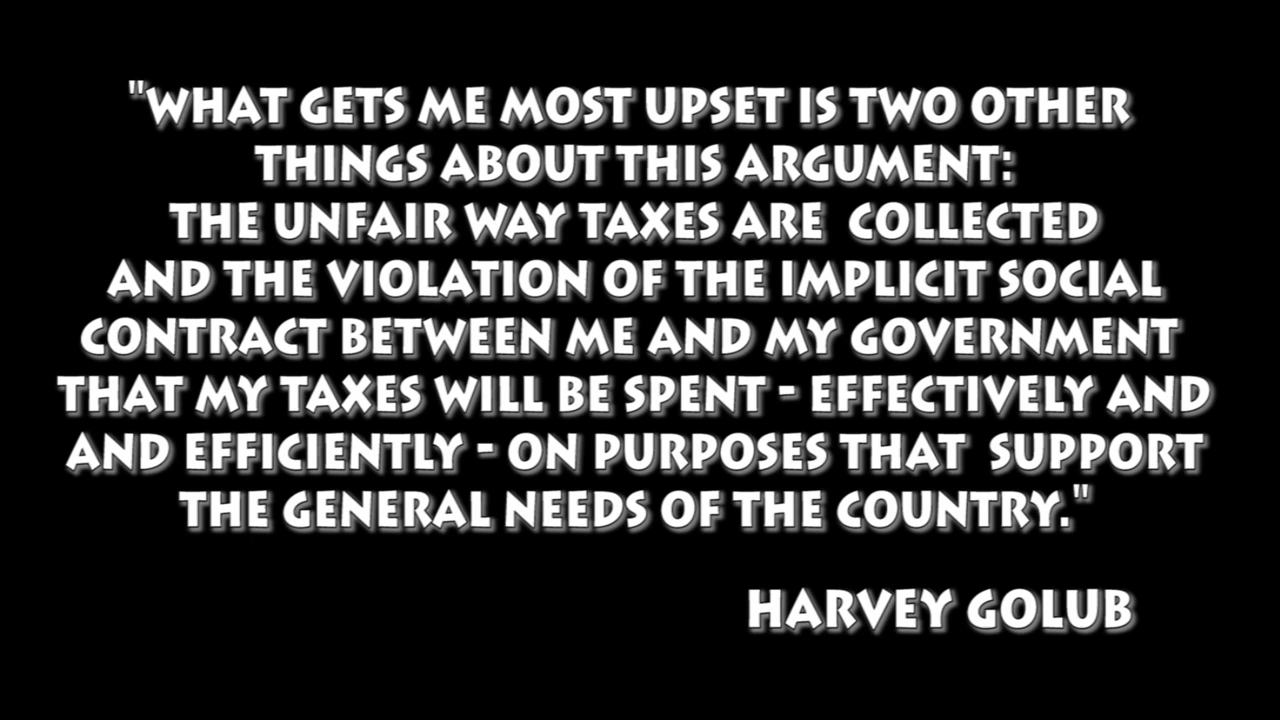 "WHAT GETS ME MOST UPSET IS TWO OTHER
THINGS ABOUT THIS ARGUMENT:
THE UNFAIR WAY TAXES ARE COLLECTED
AND THE VIOLATION OF THE IMPLICIT SOCIAL
CONTRACT BETWEEN ME AND MY GOVERNMENT
THAT MY TAXES WILL BE SPENT - EFFECTIVELY AND
AND EFFICIENTLY - ON PURPOSES THAT SUPPORT
THE GENERAL NEEDS OF THE COUNTRY."
HARVEY GOLUB